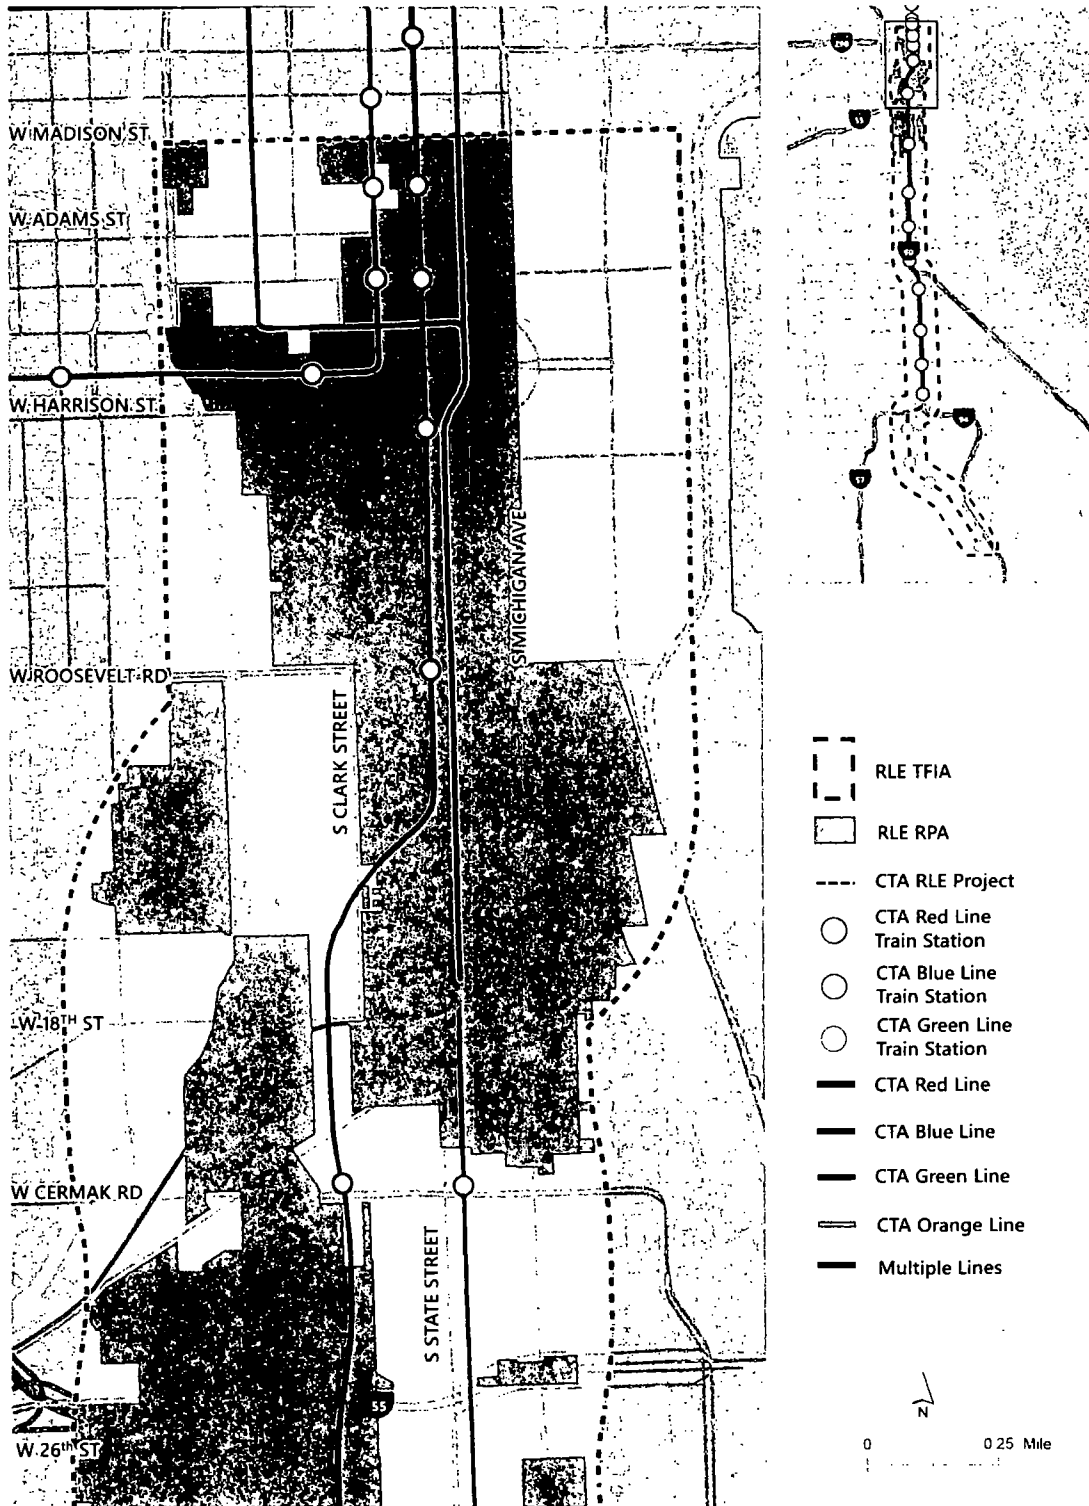 W MADISON ST
W ADAMS ST
W HARRISON ST
S MICHIGAN AVE
W ROOSEVELT RD
S CLARK STREET
W 18TH ST
W CERMAK RD
S STATE STREET
55
W 26th ST
57
RLE TFIA
RLE RPA
CTA RLE Project
CTA Red Line
Train Station
CTA Blue Line
Train Station
CTA Green Line
Train Station
CTA Red Line
CTA Blue Line
CTA Green Line
CTA Orange Line
Multiple Lines
N
0 0 25 Mile